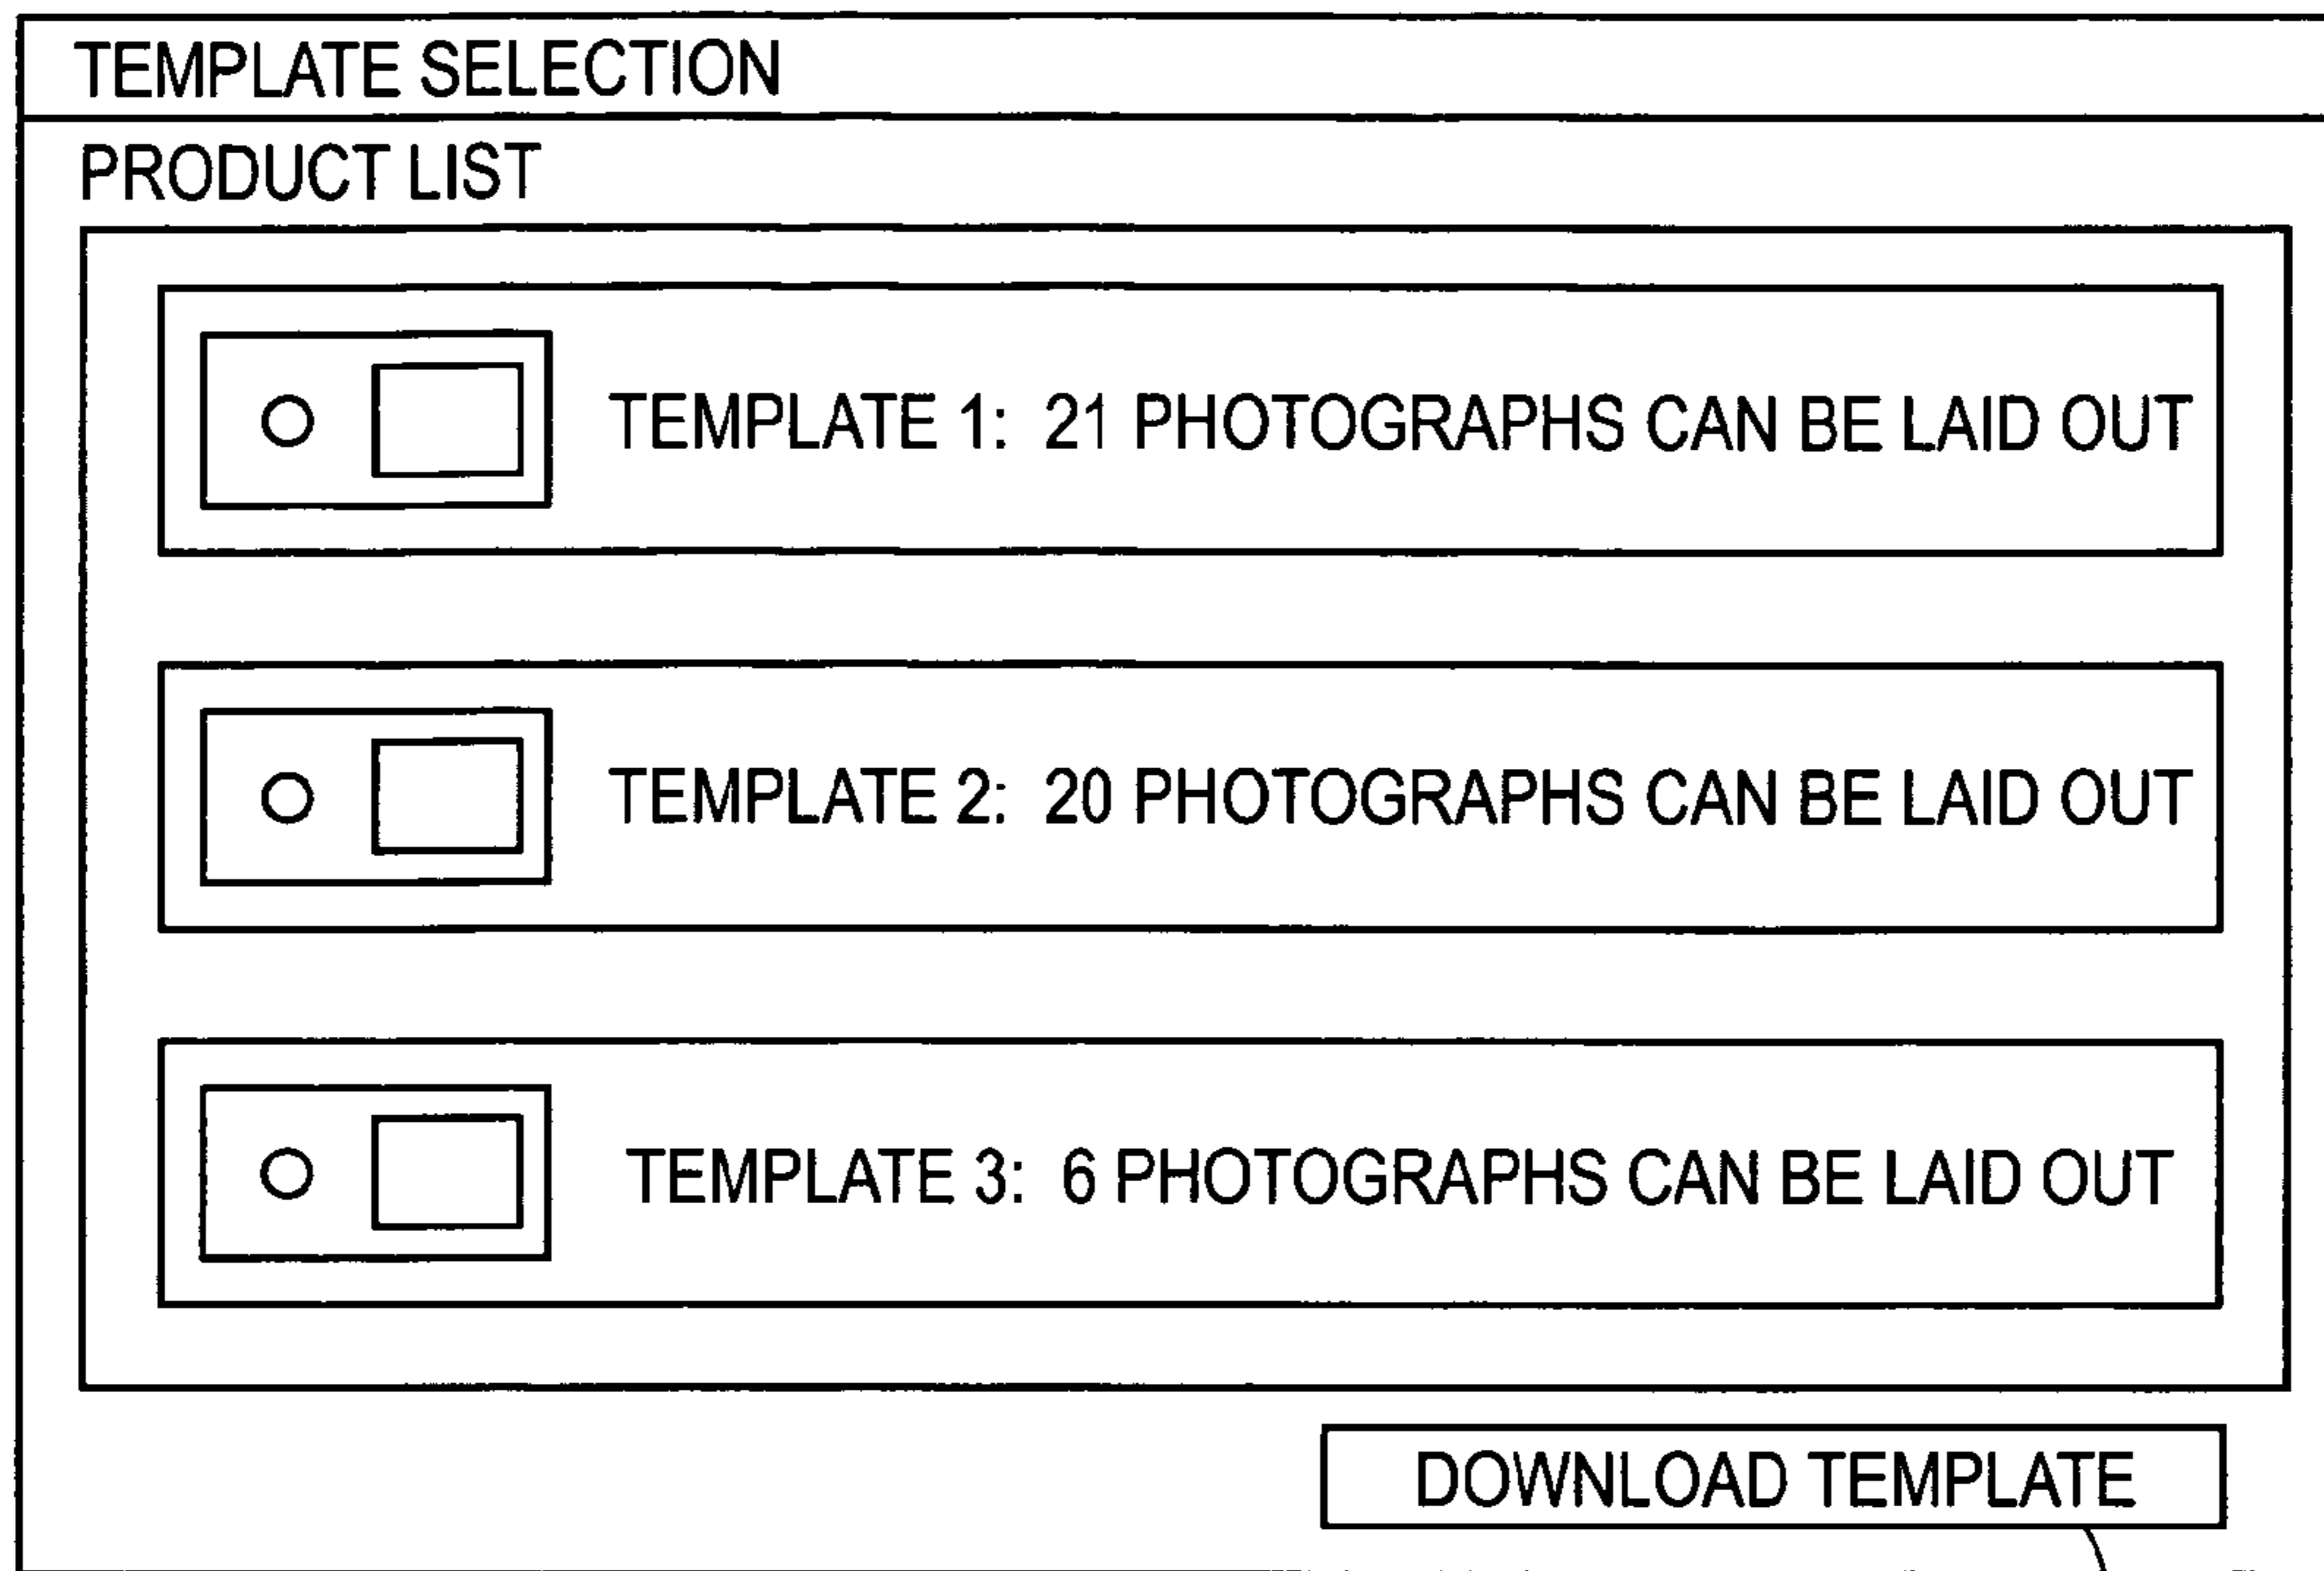 TEMPLATE SELECTION
PRODUCT LIST
TEMPLATE 1: 21 PHOTOGRAPHS CAN BE LAID OUT
TEMPLATE 2: 20 PHOTOGRAPHS CAN BE LAID OUT
TEMPLATE 3: 6 PHOTOGRAPHS CAN BE LAID OUT
DOWNLOAD TEMPLATE